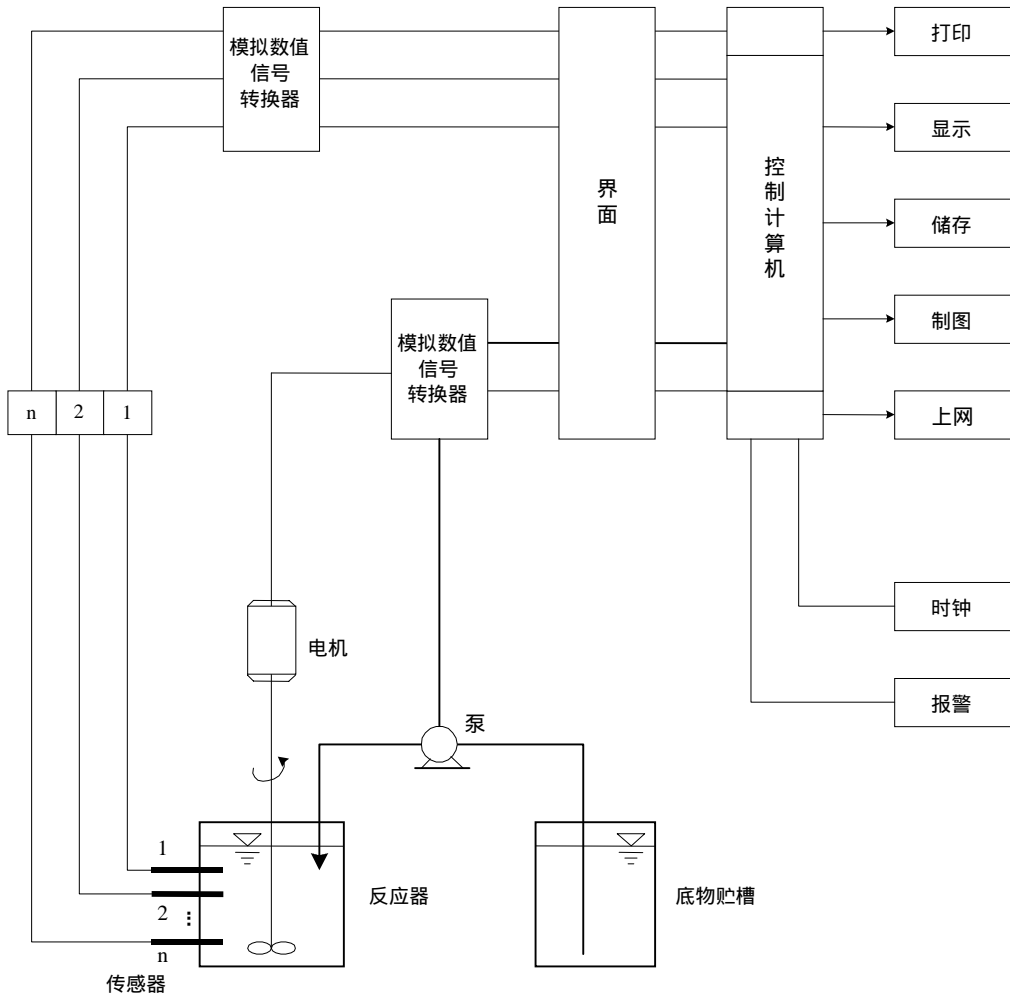 模拟数值
信号
转换器
界面
控制计算机
打印
显示
储存
制图
上网
模拟数值
信号
转换器
n 2 1
时钟
报警
电机
泵
1
2
⋮
n
传感器
反应器
底物贮槽